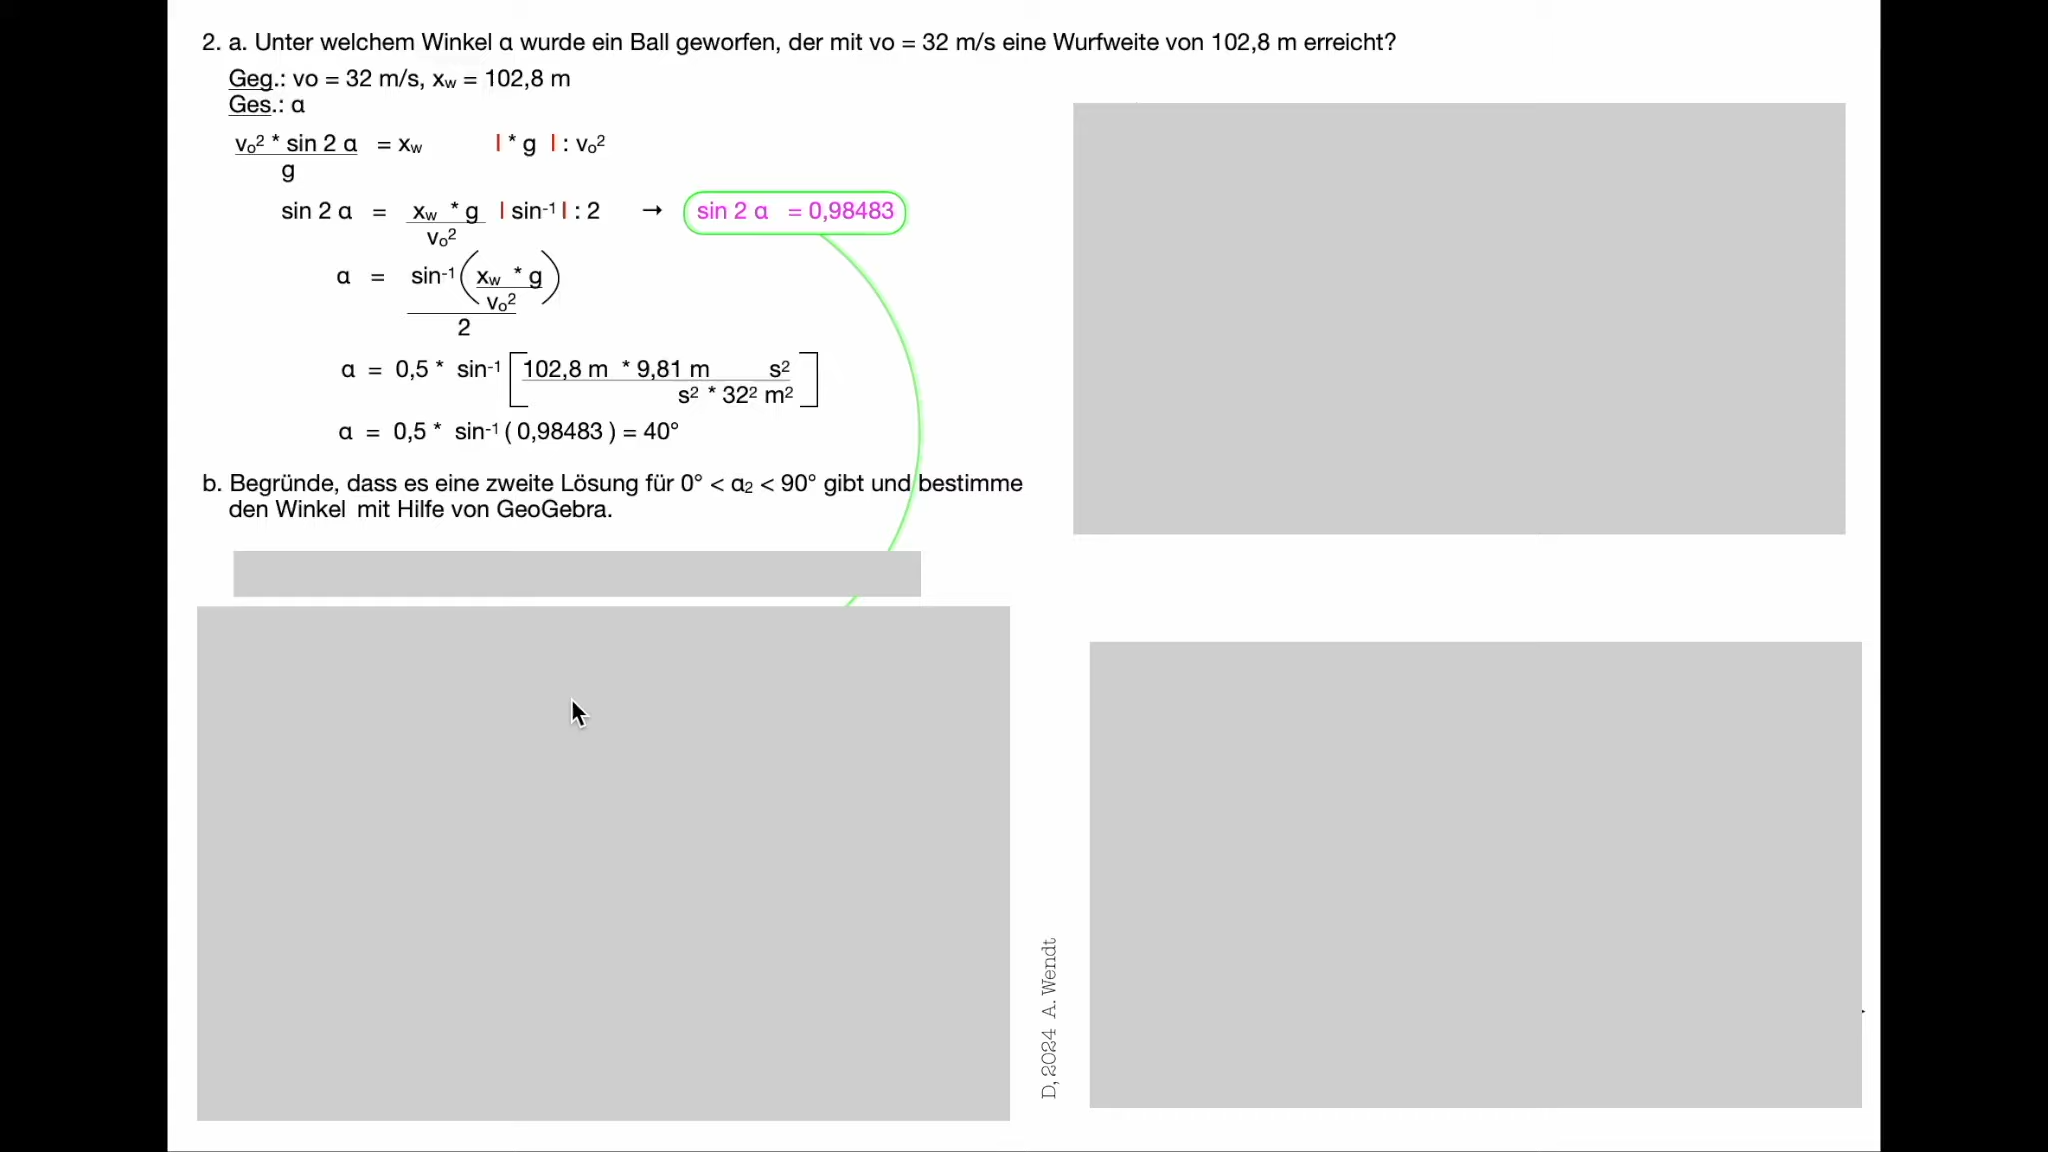 2. a. Unter welchem Winkel α wurde ein Ball geworfen, der mit vo = 32 m/s eine Wurfweite von 102,8 m erreicht?
Geg.: vo = 32 m/s, xw = 102,8 m
Ges.: α
vo² * sin 2 α = xw | * g | : vo²
g
sin 2 α = xw * g | sin-1 | : 2 → sin 2 α = 0,98483
vo²
α = sin-1 ( xw * g )
vo²
2
α = 0,5 * sin-1 [ 102,8 m * 9,81 m s² ]
s² * 32² m²
α = 0,5 * sin-1 ( 0,98483 ) = 40°
b. Begründe, dass es eine zweite Lösung für 0° < α2 < 90° gibt und bestimme
den Winkel mit Hilfe von GeoGebra.
D, 2024 A. Wendt